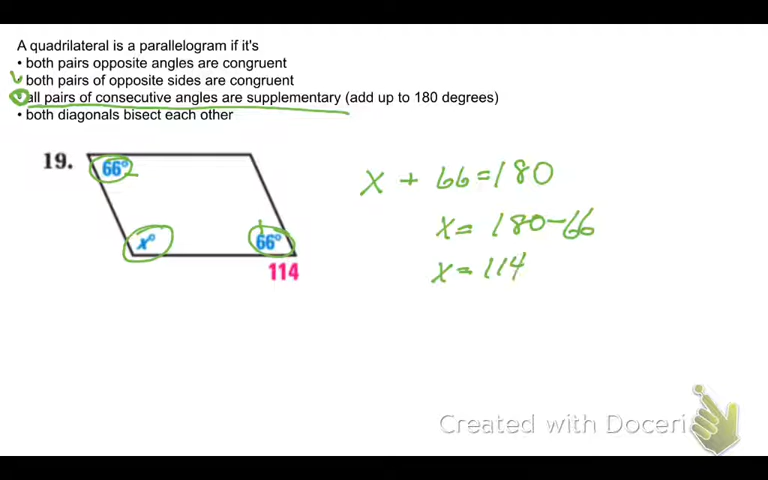 A quadrilateral is a parallelogram if it's
• both pairs opposite angles are congruent
both pairs of opposite sides are congruent
all pairs of consecutive angles are supplementary (add up to 180 degrees)
• both diagonals bisect each other
19.
66°
x + 66 = 180
x°
66°
x = 180 - 66
114
x = 114
Created with Doceri